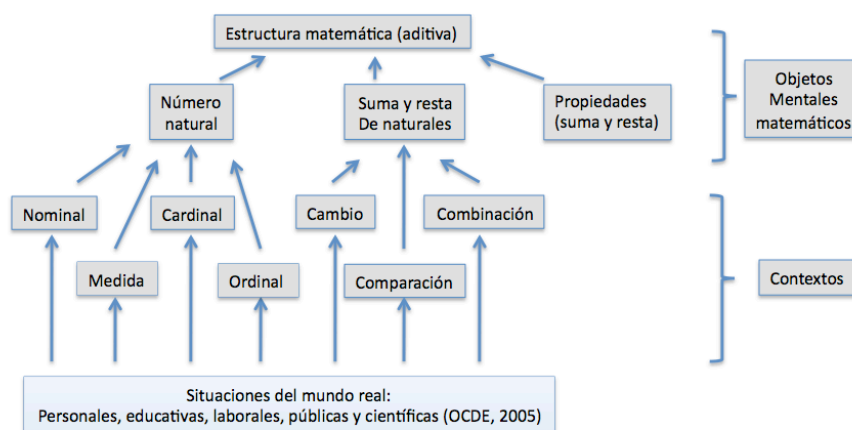 Estructura matemática (aditiva)
Número
natural
Suma y resta
De naturales
Propiedades
(suma y resta)
Objetos
Mentales
matemáticos
Nominal
Cardinal
Cambio
Combinación
Medida
Ordinal
Comparación
Contextos
Situaciones del mundo real:
Personales, educativas, laborales, públicas y científicas (OCDE, 2005)